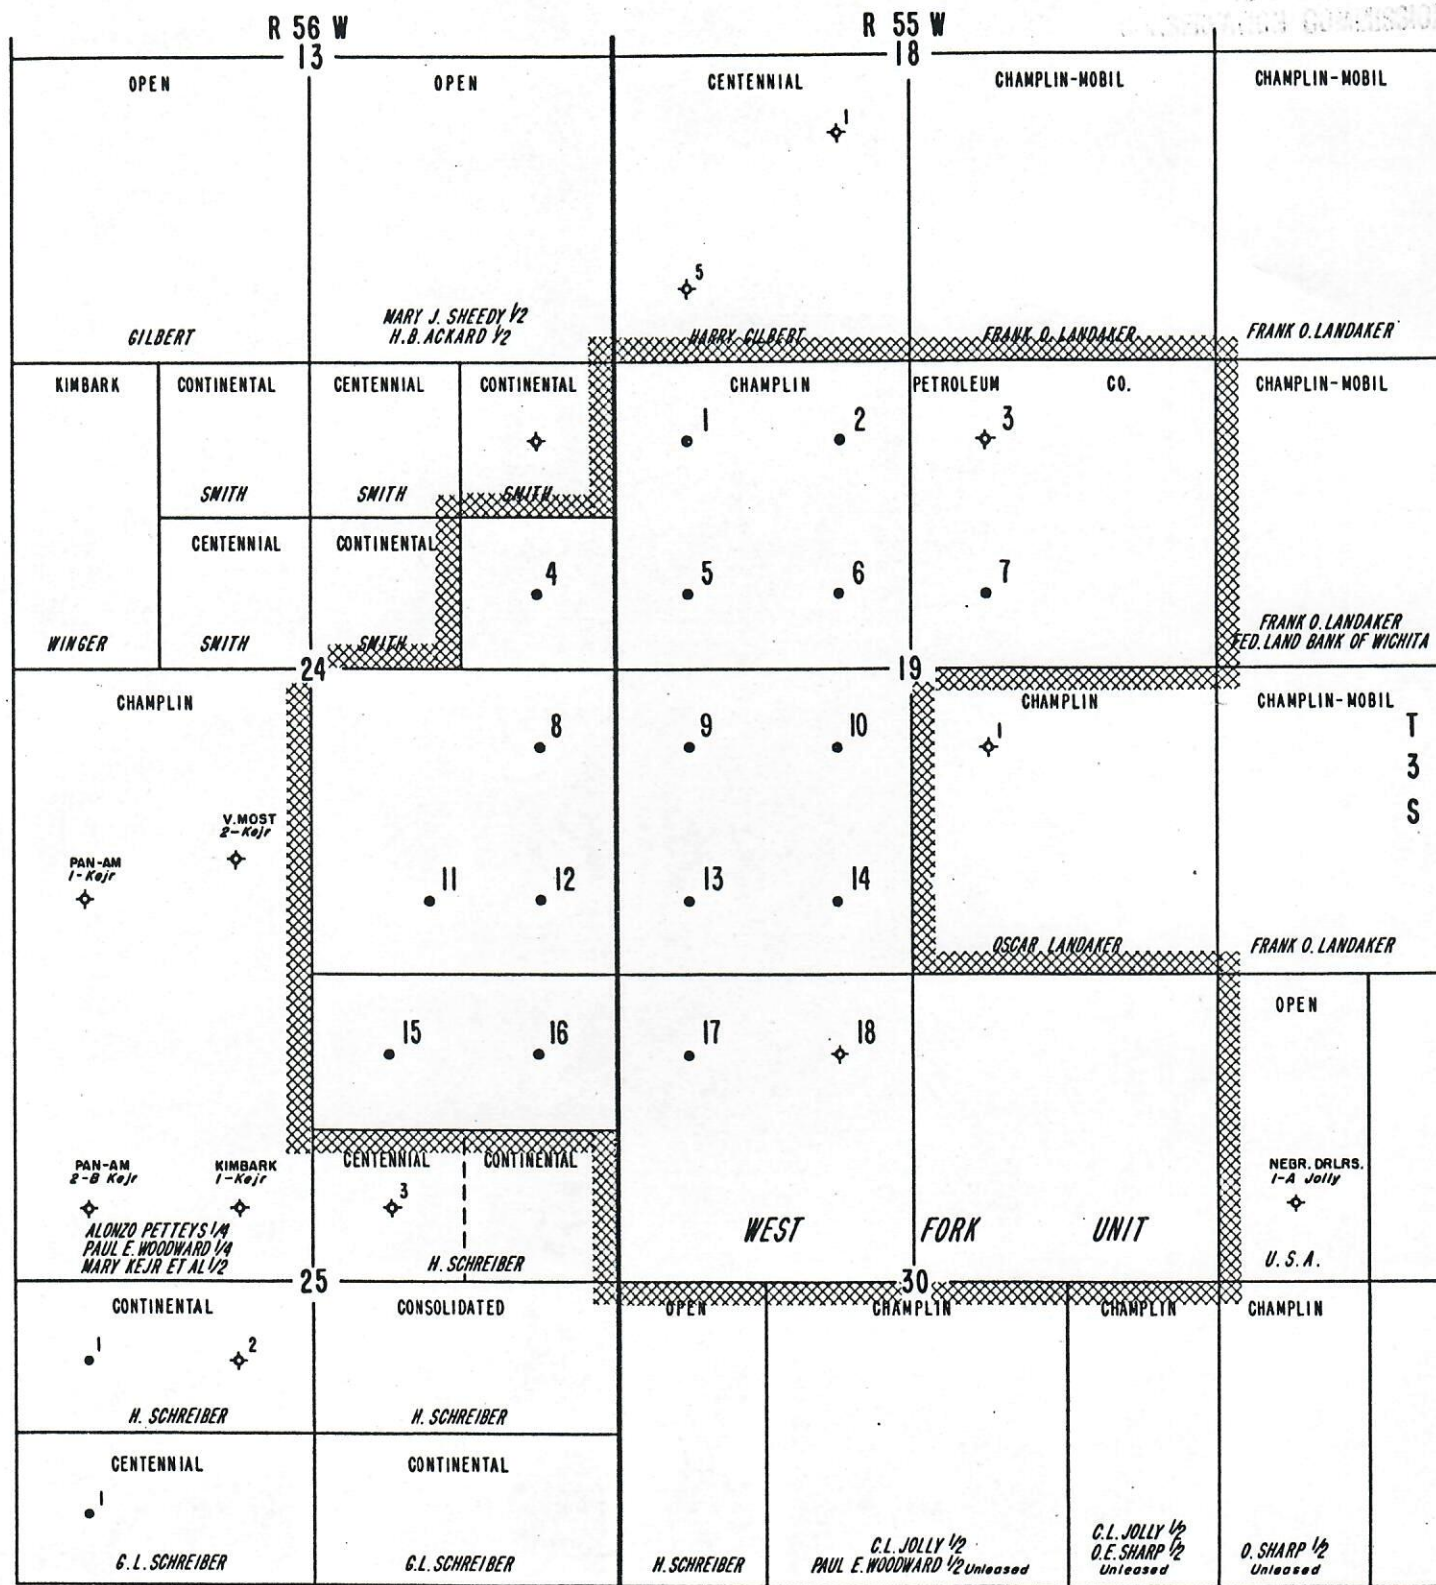 R 56 W
R 55 W
13
18
OPEN
OPEN
CENTENNIAL
CHAMPLIN-MOBIL
CHAMPLIN-MOBIL
1
5
GILBERT
MARY J. SHEEDY 1/2
H.B. ACKARD 1/2
HARRY GILBERT
FRANK O. LANDAKER
FRANK O. LANDAKER
KIMBARK
CONTINENTAL
CENTENNIAL
CONTINENTAL
CHAMPLIN PETROLEUM CO.
CHAMPLIN-MOBIL
1
2
3
SMITH
SMITH
SMITH
CENTENNIAL
CONTINENTAL
4
5
6
7
WINGER
SMITH
SMITH
FRANK O. LANDAKER
FED. LAND BANK OF WICHITA
24
19
CHAMPLIN
CHAMPLIN
CHAMPLIN-MOBIL
T
3
S
8
9
10
1
V. MOST
2-Kejr
PAN-AM
1-Kejr
11
12
13
14
OSCAR LANDAKER
FRANK O. LANDAKER
OPEN
15
16
17
18
PAN-AM
2-B Kejr
KIMBARK
1-Kejr
CENTENNIAL
CONTINENTAL
3
NEBR. DRLRS.
1-A Jolly
ALONZO PETTEYS 1/4
PAUL E. WOODWARD 1/4
MARY KEJR ET AL 1/2
H. SCHREIBER
WEST FORK UNIT
U.S.A.
25
30
CONTINENTAL
CONSOLIDATED
OPEN
CHAMPLIN
CHAMPLIN
CHAMPLIN
1
2
H. SCHREIBER
H. SCHREIBER
CENTENNIAL
CONTINENTAL
1
G.L. SCHREIBER
G.L. SCHREIBER
H. SCHREIBER
C.L. JOLLY 1/2
PAUL E. WOODWARD 1/2 Unleased
C.L. JOLLY 1/2
O.E. SHARP 1/2
Unleased
O. SHARP 1/2
Unleased